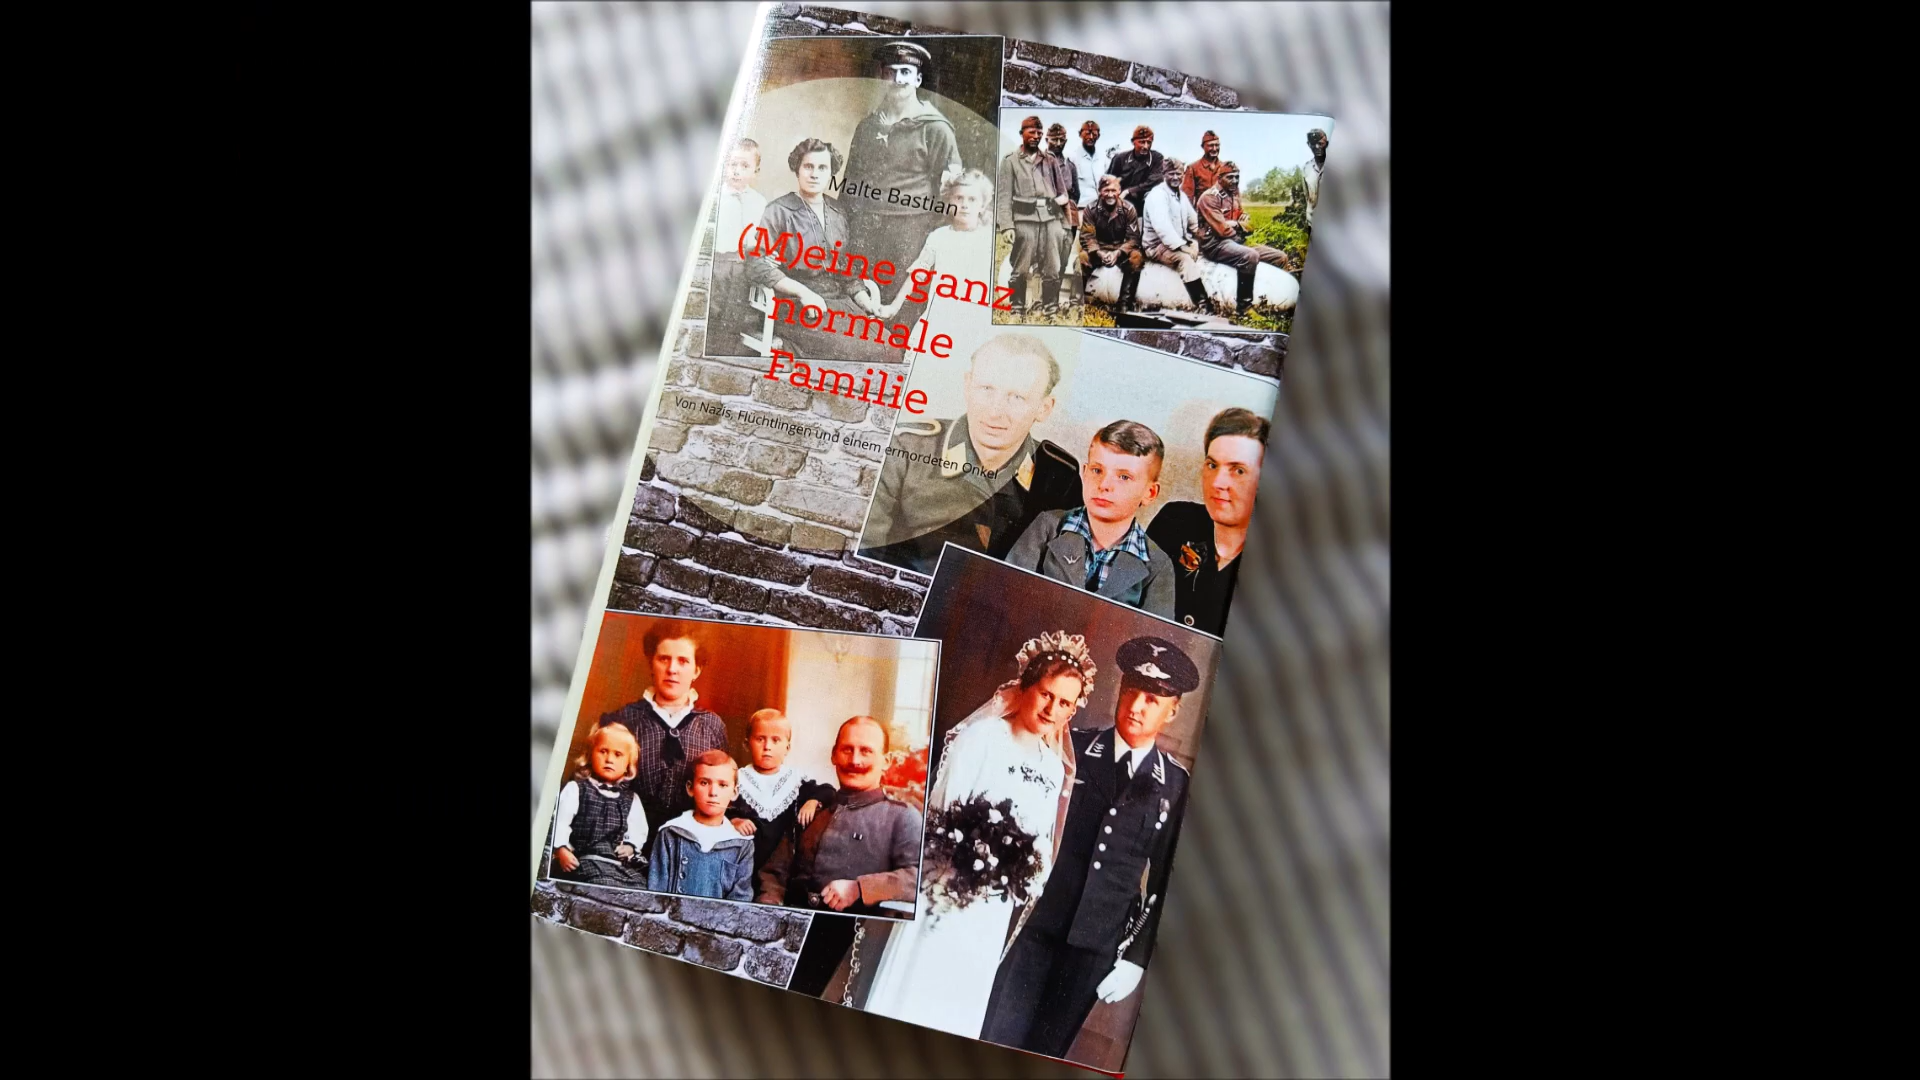 Malte Bastian
(M)eine ganz
normale
Familie
Von Nazis, Flüchtlingen und einem ermordeten Onkel